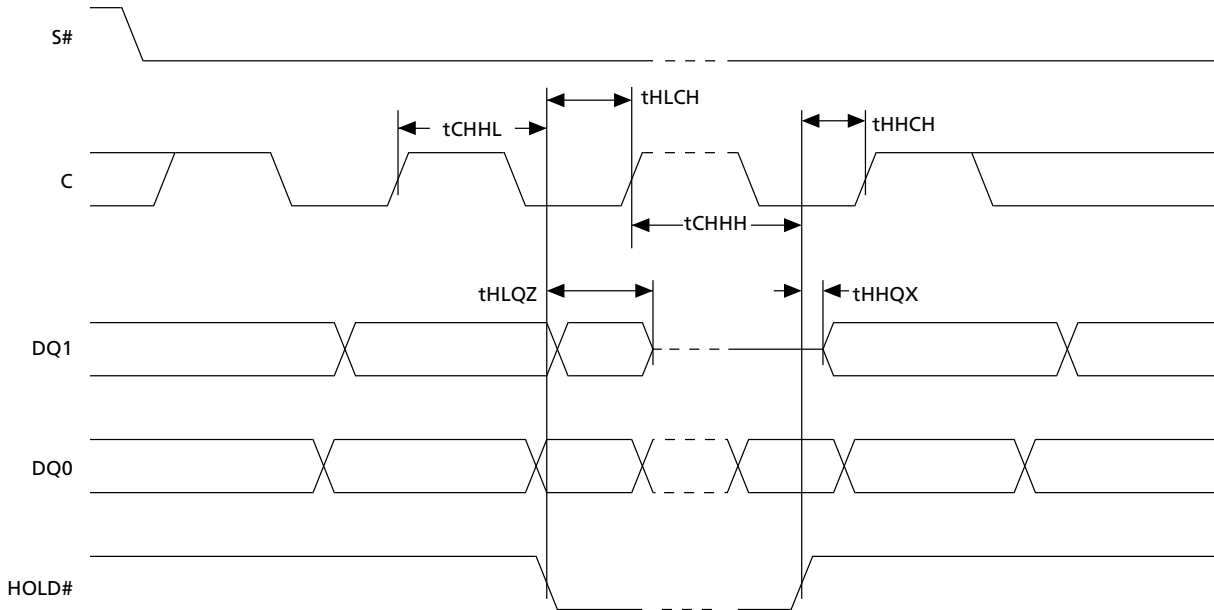 S#
tHLCH
tCHHL
tHHCH
C
tCHHH
tHLQZ
tHHQX
DQ1
DQ0
HOLD#